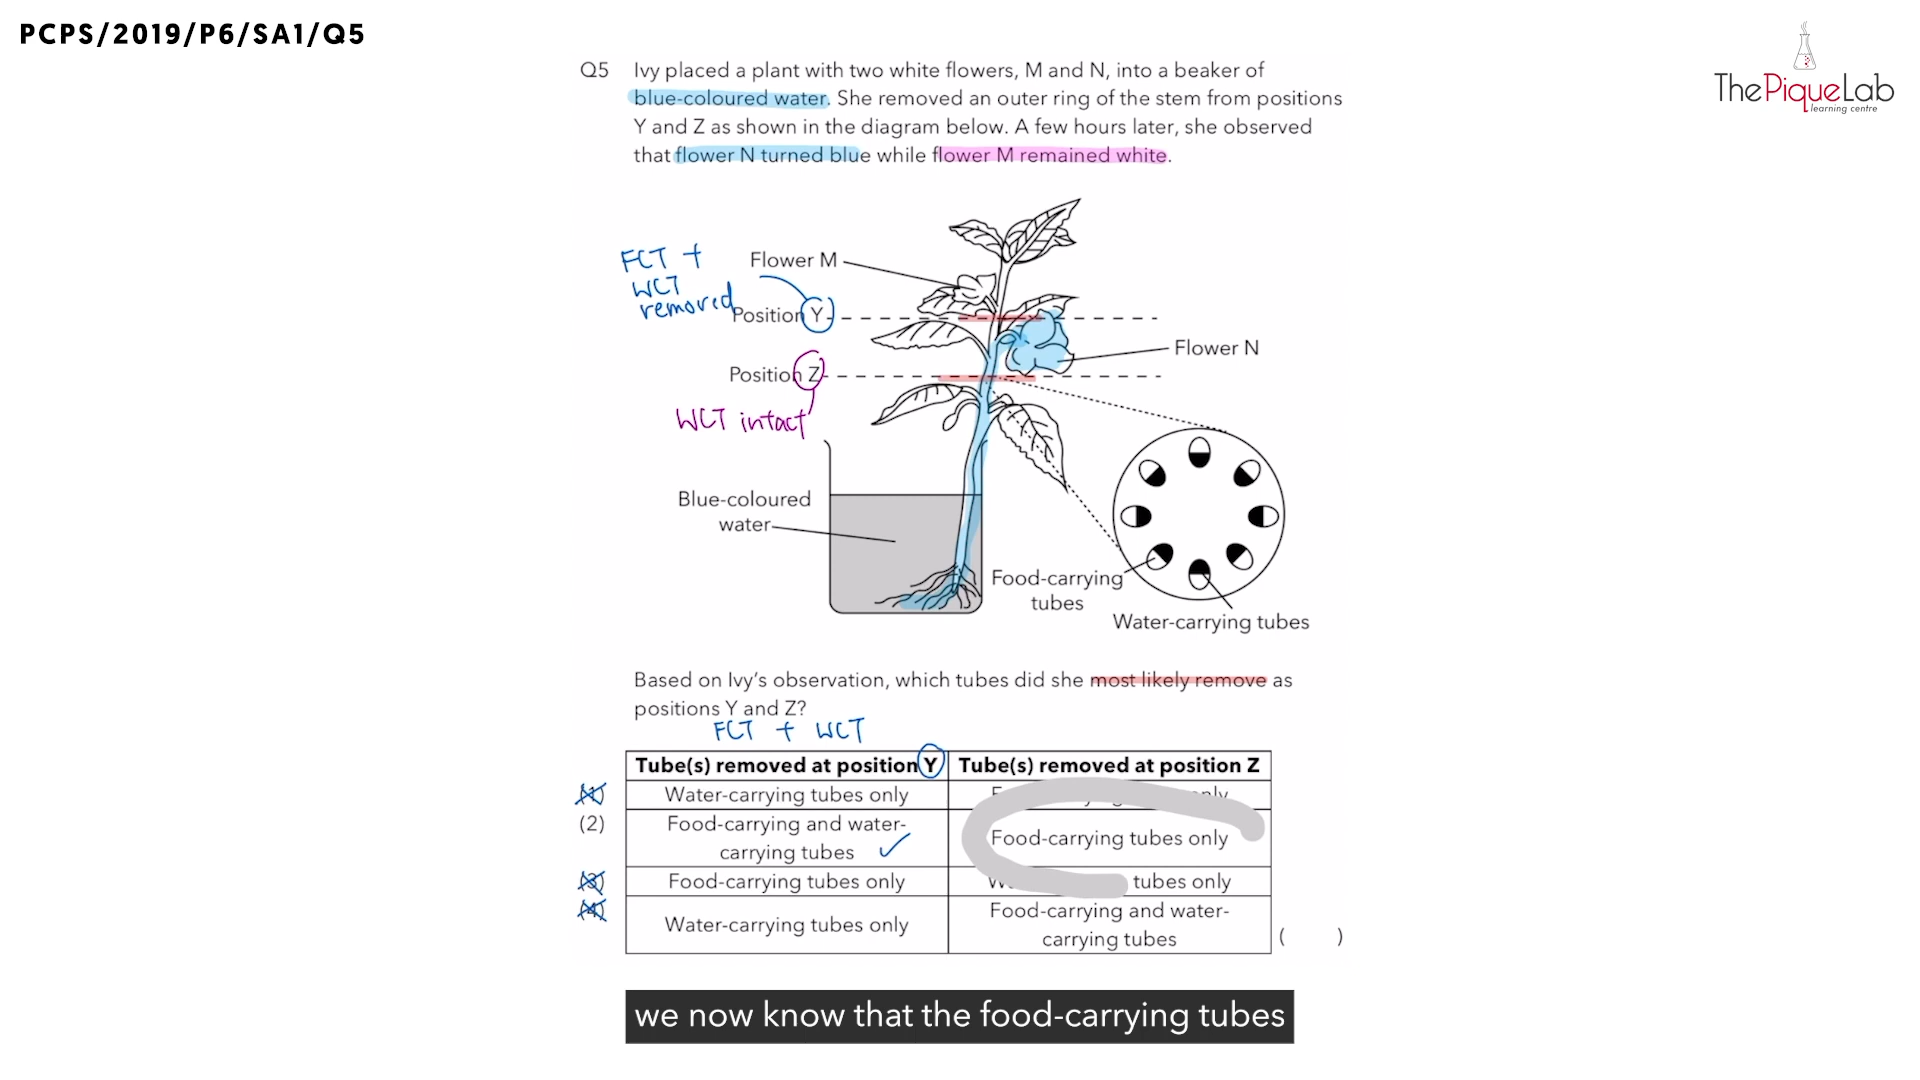 PCPS/2019/P6/SA1/Q5
ThePiqueLab
learning centre
Q5 Ivy placed a plant with two white flowers, M and N, into a beaker of
blue-coloured water. She removed an outer ring of the stem from positions
Y and Z as shown in the diagram below. A few hours later, she observed
that flower N turned blue while flower M remained white.
FCT +
WCT
removed
Flower M
Position Y
Flower N
Position Z
WCT intact
Blue-coloured
water
Food-carrying
tubes
Water-carrying tubes
Based on Ivy's observation, which tubes did she most likely remove as
positions Y and Z?
FCT + WCT
Tube(s) removed at position Y Tube(s) removed at position Z
(1) Water-carrying tubes only only
(2) Food-carrying and water-
carrying tubes Food-carrying tubes only
(3) Food-carrying tubes only tubes only
(4) Water-carrying tubes only Food-carrying and water-
carrying tubes ( )
we now know that the food-carrying tubes